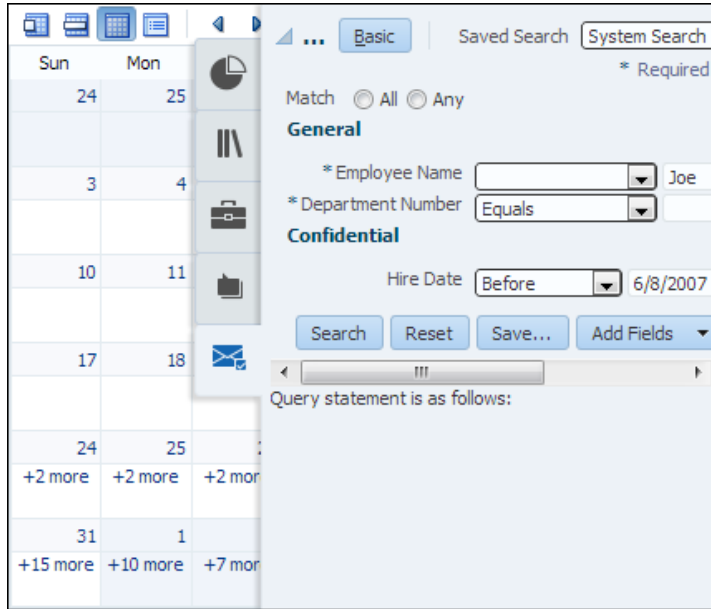 Sun Mon
24 25
3 4
10 11
17 18
24 25
+2 more +2 more +2 mor
31 1
+15 more +10 more +7 mor
... Basic Saved Search System Search
* Required
Match All Any
General
* Employee Name Joe
* Department Number Equals
Confidential
Hire Date Before 6/8/2007
Search Reset Save... Add Fields
Query statement is as follows: